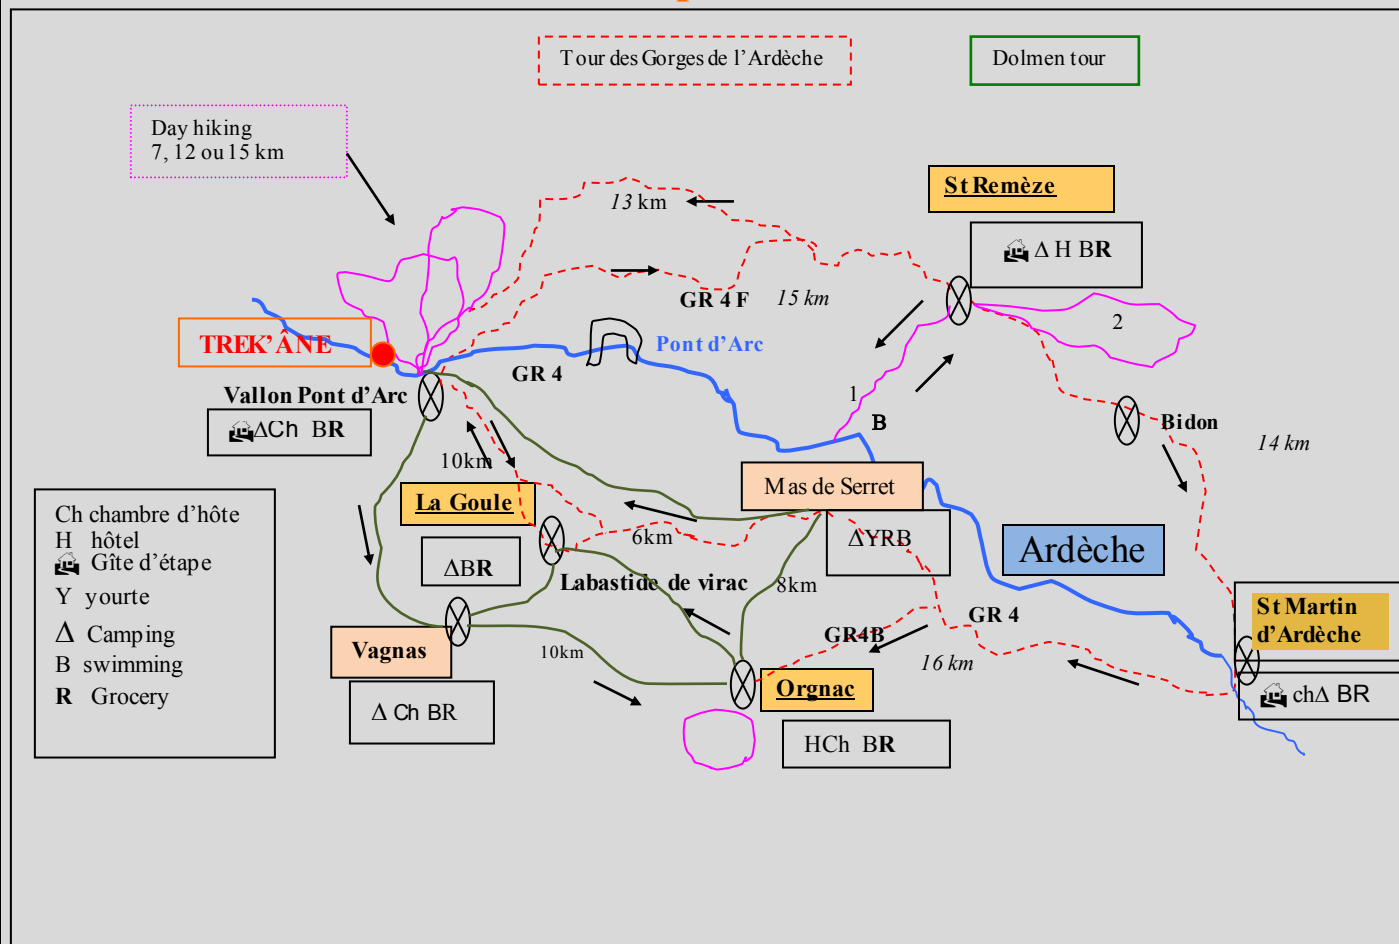 Tour des Gorges de l'Ardèche
Dolmen tour
Day hiking
7, 12 ou 15 km
St Remèze
13 km
Δ H BR
GR 4 F
15 km
2
TREK'ÂNE
Pont d'Arc
GR 4
Vallon Pont d'Arc
1
B
Bidon
ΔCh BR
14 km
10km
Mas de Serret
La Goule
Ch chambre d'hôte
H hôtel
Gîte d'étape
Y yourte
Δ Camping
B swimming
R Grocery
6km
ΔYRB
Ardèche
ΔBR
Labastide de virac
8km
St Martin
d'Ardèche
GR 4
GR4B
Vagnas
10km
16 km
Orgnac
chΔ BR
Δ Ch BR
HCh BR